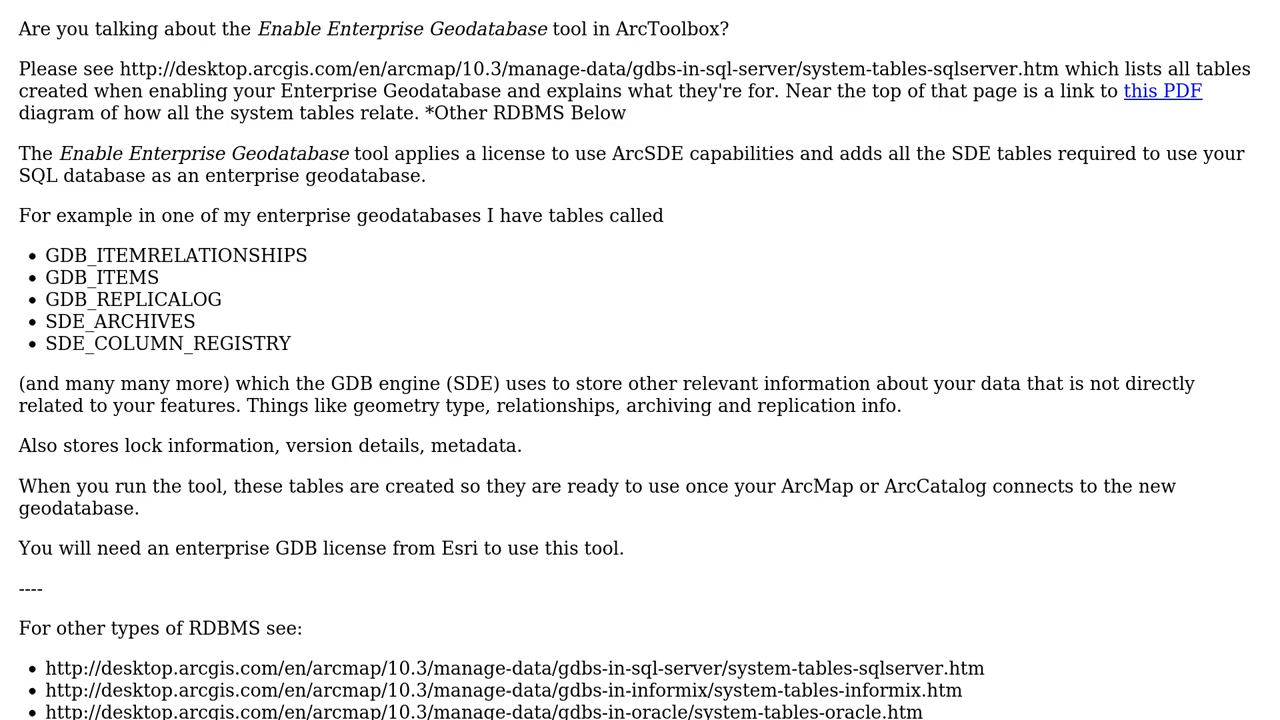 Are you talking about the Enable Enterprise Geodatabase tool in ArcToolbox?
Please see http://desktop.arcgis.com/en/arcmap/10.3/manage-data/gdbs-in-sql-server/system-tables-sqlserver.htm which lists all tables
created when enabling your Enterprise Geodatabase and explains what they're for. Near the top of that page is a link to this PDF
diagram of how all the system tables relate. *Other RDBMS Below
The Enable Enterprise Geodatabase tool applies a license to use ArcSDE capabilities and adds all the SDE tables required to use your
SQL database as an enterprise geodatabase.
For example in one of my enterprise geodatabases I have tables called
• GDB_ITEMRELATIONSHIPS
• GDB_ITEMS
• GDB_REPLICALOG
• SDE_ARCHIVES
• SDE_COLUMN_REGISTRY
(and many many more) which the GDB engine (SDE) uses to store other relevant information about your data that is not directly
related to your features. Things like geometry type, relationships, archiving and replication info.
Also stores lock information, version details, metadata.
When you run the tool, these tables are created so they are ready to use once your ArcMap or ArcCatalog connects to the new
geodatabase.
You will need an enterprise GDB license from Esri to use this tool.
----
For other types of RDBMS see:
• http://desktop.arcgis.com/en/arcmap/10.3/manage-data/gdbs-in-sql-server/system-tables-sqlserver.htm
• http://desktop.arcgis.com/en/arcmap/10.3/manage-data/gdbs-in-informix/system-tables-informix.htm
• http://desktop.arcgis.com/en/arcmap/10.3/manage-data/gdbs-in-oracle/system-tables-oracle.htm